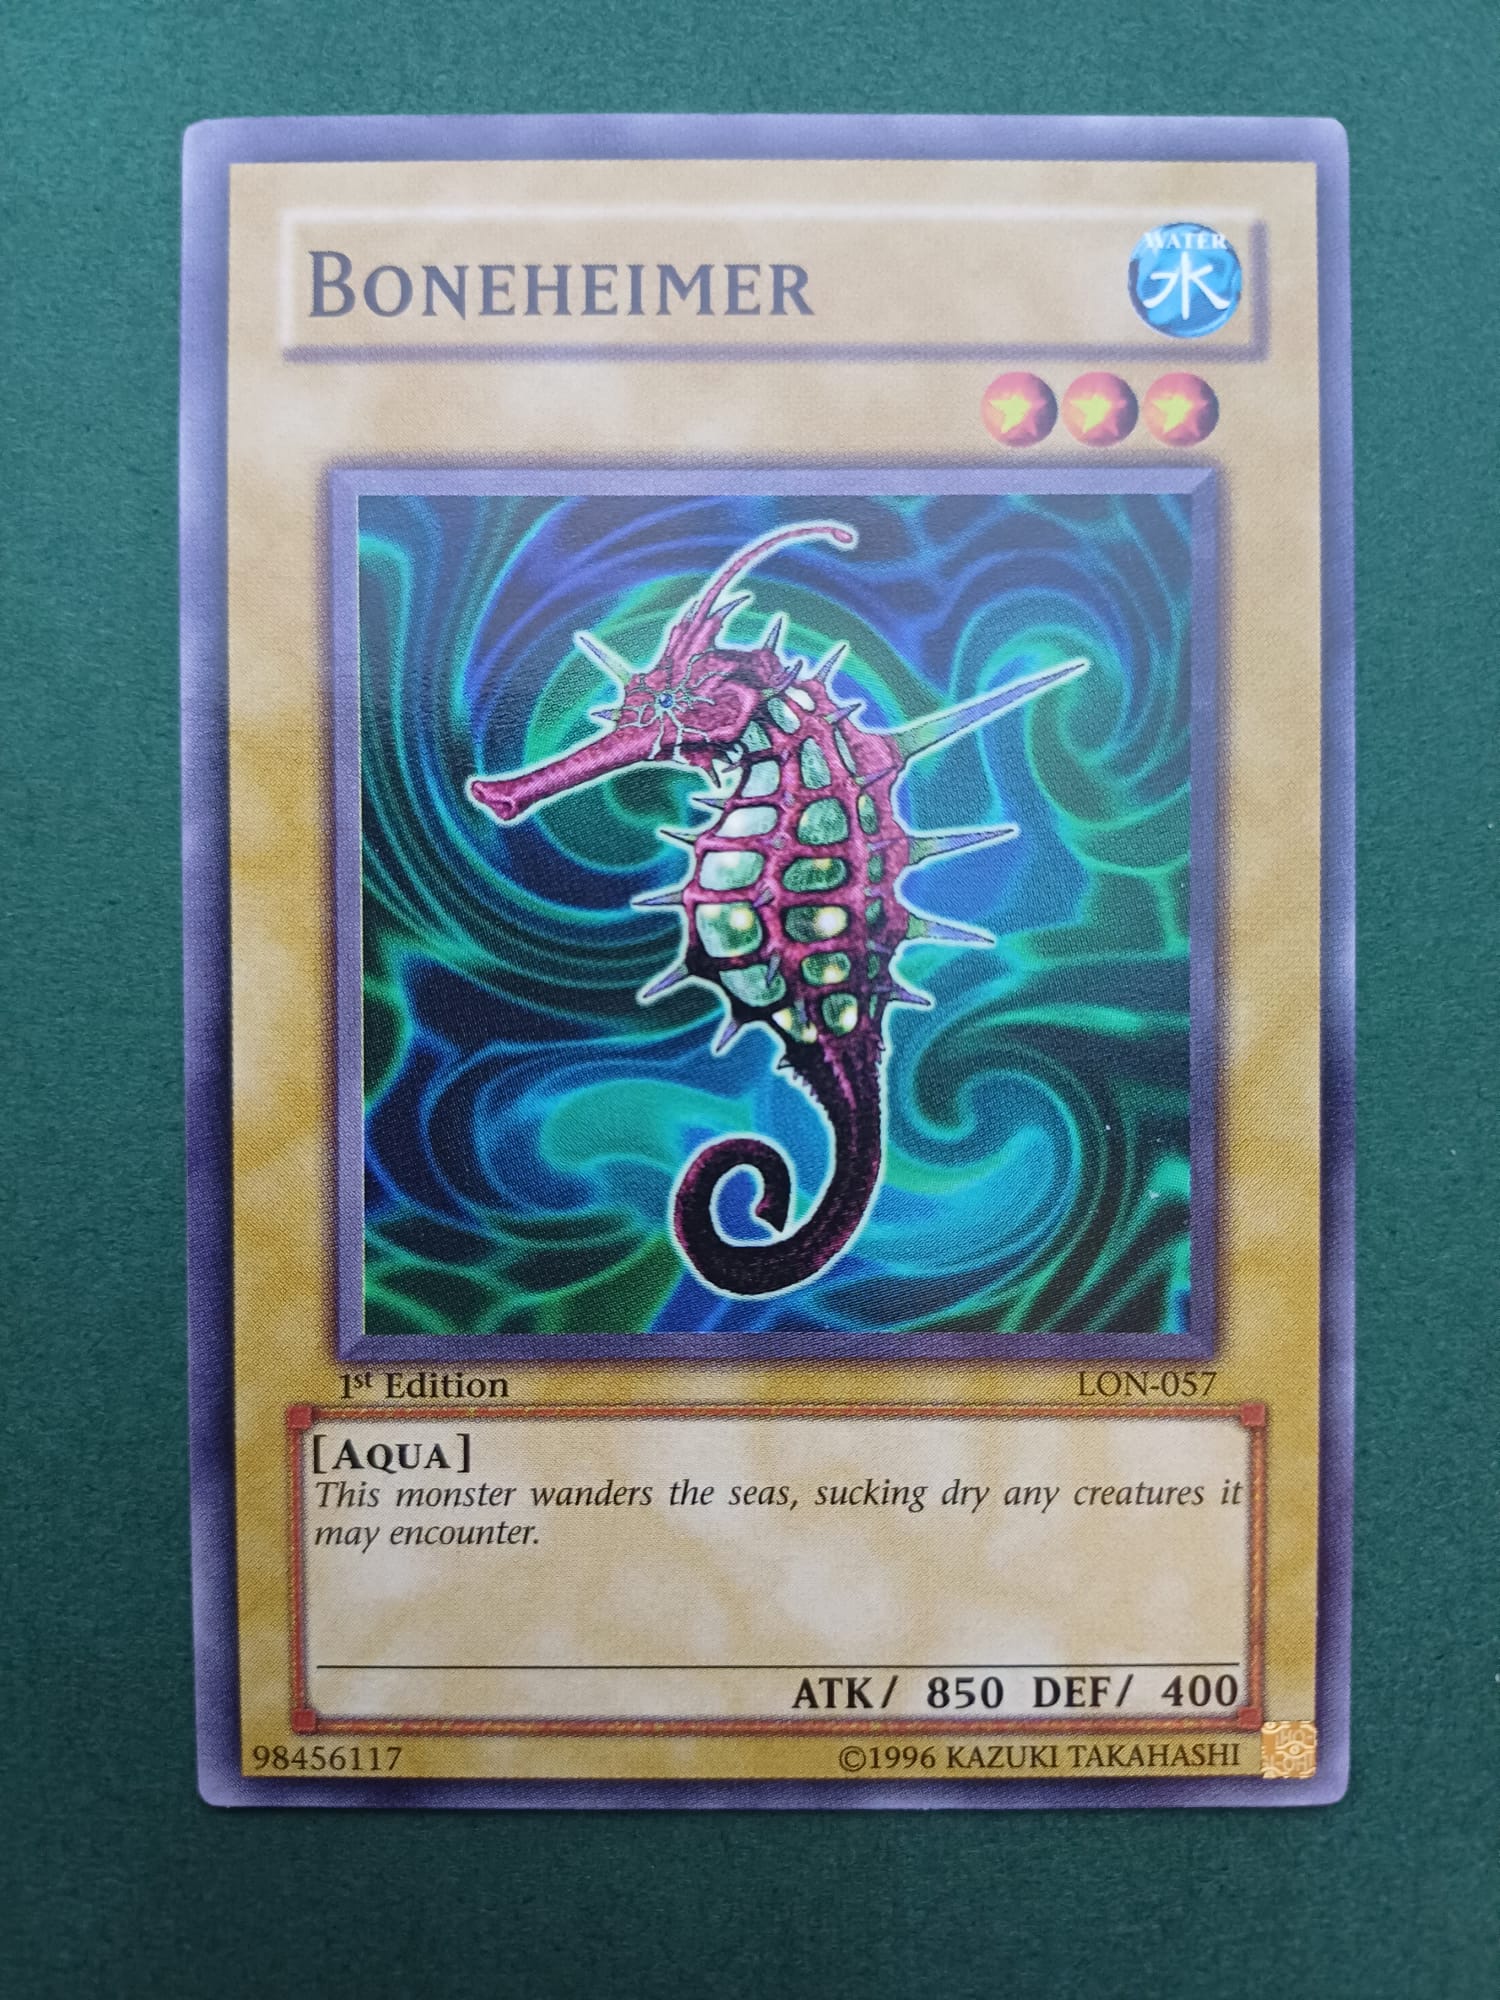 BONEHEIMER
WATER
水
1st Edition
LON-057
[AQUA]
This monster wanders the seas, sucking dry any creatures it
may encounter.
ATK/ 850 DEF/ 400
98456117
©1996 KAZUKI TAKAHASHI